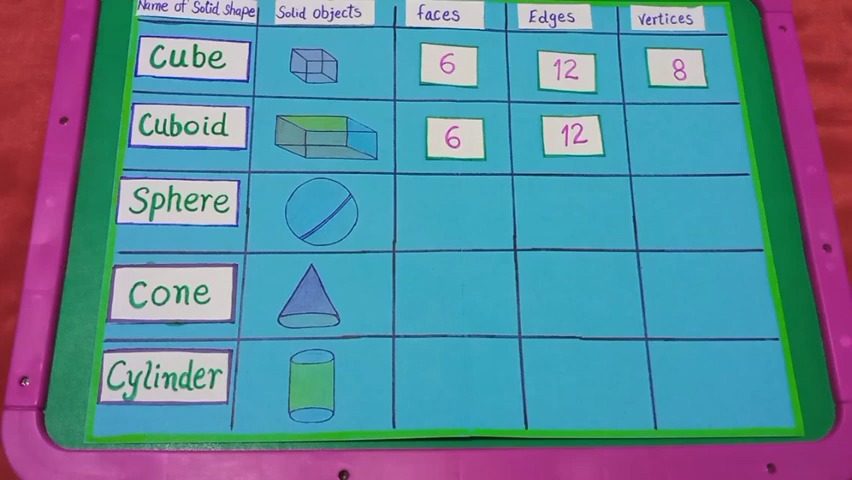 Name of Solid shape Solid objects faces Edges Vertices
Cube 6 12 8
Cuboid 6 12
Sphere
Cone
Cylinder